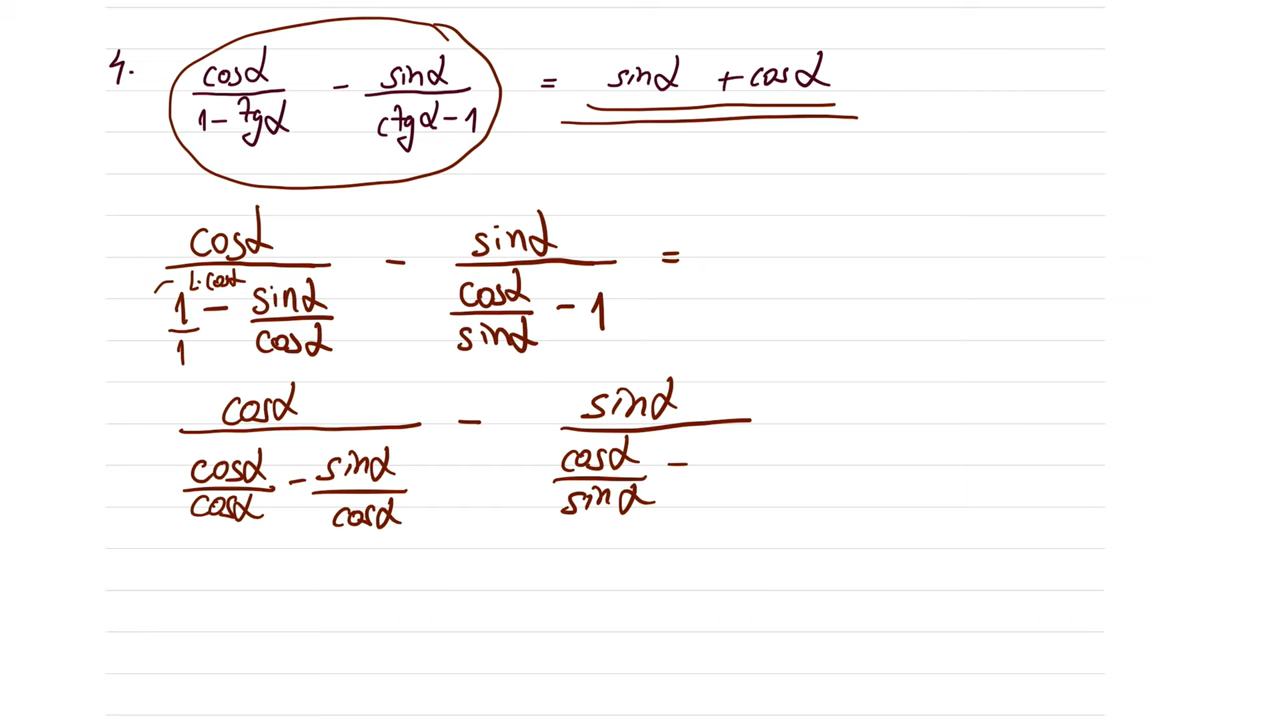 4. cosα / (1 - tgα) - sinα / (ctgα - 1) = sinα + cosα
cosα / (1/1 - sinα/cosα) - sinα / (cosα/sinα - 1) =
cosα / (cosα/cosα - sinα/cosα) - sinα / (cosα/sinα -